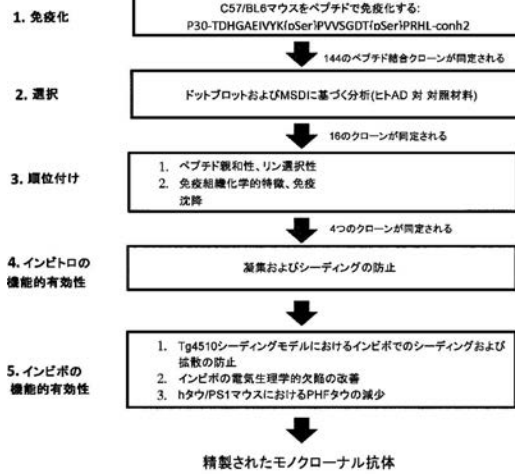 1. 免疫化
C57/BL6マウスをペプチドで免疫化する:
P30-TDHGAEIVYK{pSer}PVVSGDT{pSer}PRHL-conh2
144のペプチド結合クローンが同定される
2. 選択
ドットブロットおよびMSDIに基づく分析(ヒトAD 対 対照材料)
16のクローンが同定される
3. 順位付け
1. ペプチド親和性、リン選択性
2. 免疫組織化学的特徴、免疫
沈降
4つのクローンが同定される
4. インビトロの
機能的有効性
凝集およびシーディングの防止
5. インビボの
機能的有効性
1. Tg4510シーディングモデルにおけるインビボでのシーディングおよび
拡散の防止
2. インビボの電気生理学的欠陥の改善
3. hタウ/PS1マウスにおけるPHFタウの減少
精製されたモノクローナル抗体